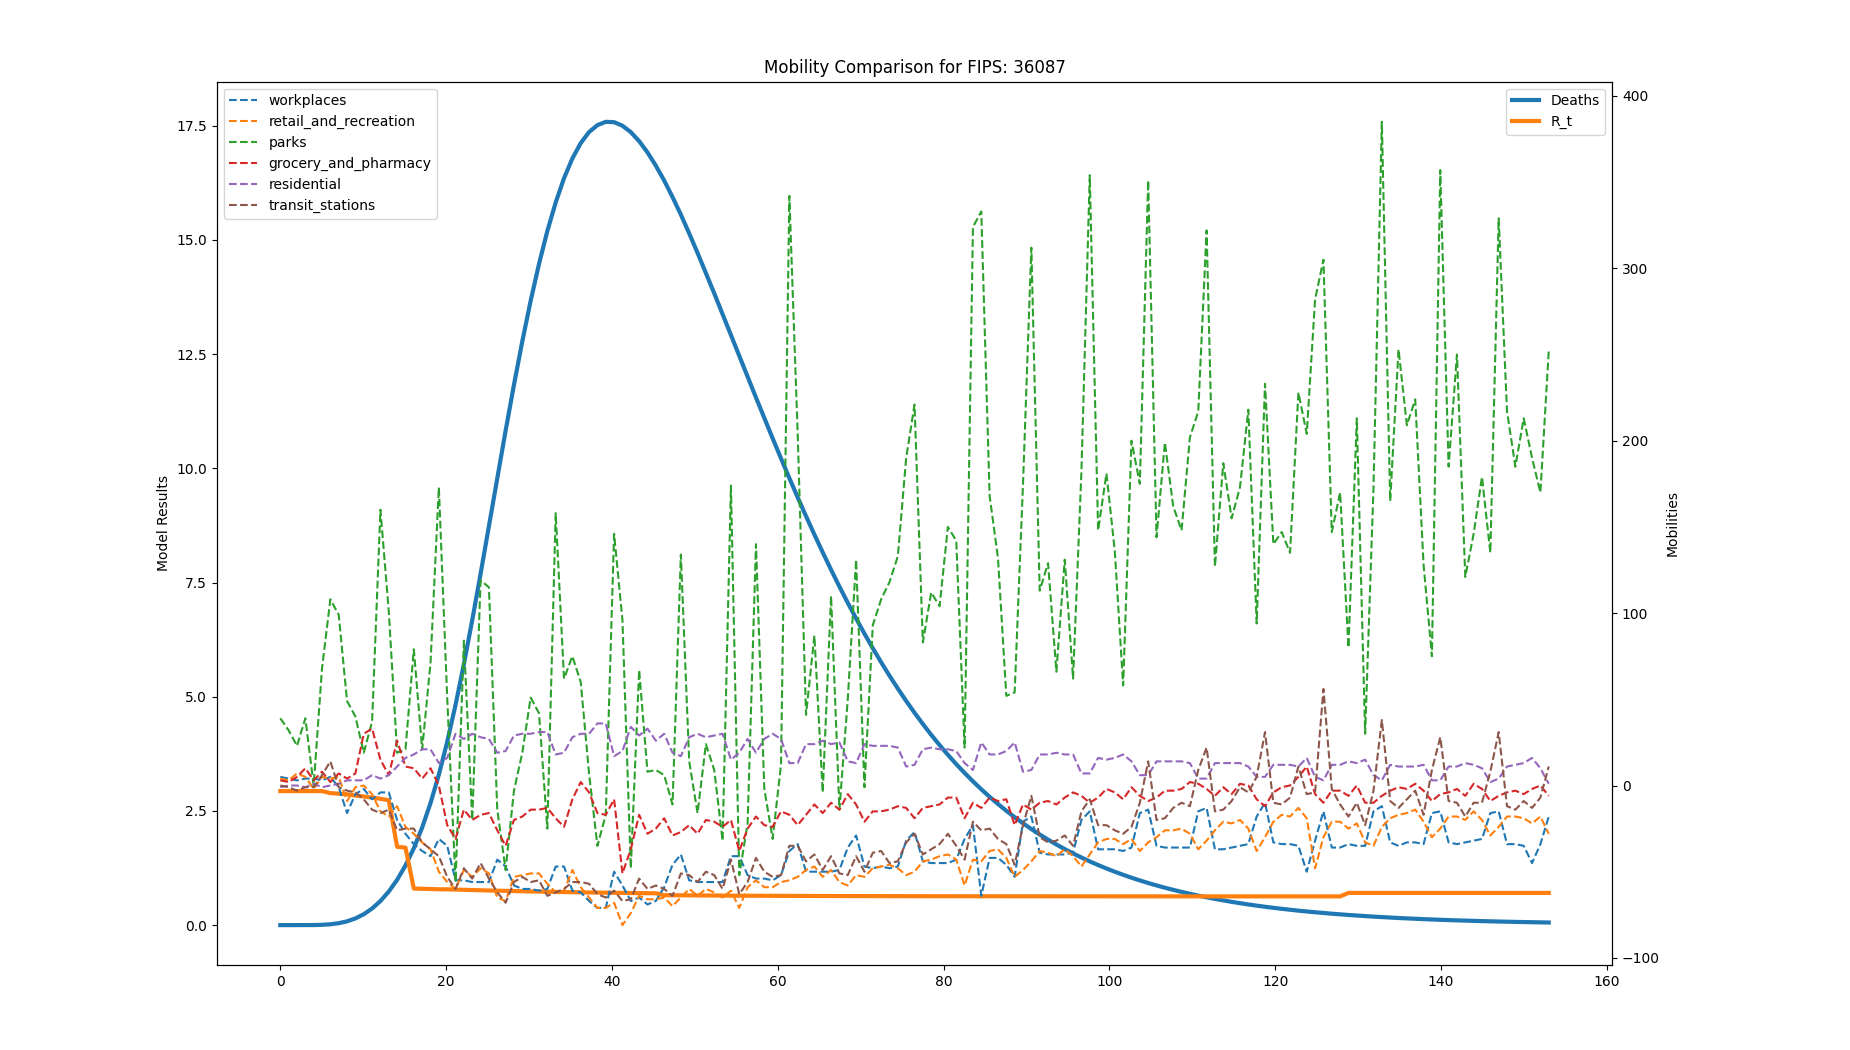 Mobility Comparison for FIPS: 36087
workplaces
retail_and_recreation
parks
grocery_and_pharmacy
residential
transit_stations
Deaths
R_t
17.5
15.0
12.5
10.0
7.5
5.0
2.5
0.0
Model Results
400
300
200
100
0
−100
Mobilities
0 20 40 60 80 100 120 140 160